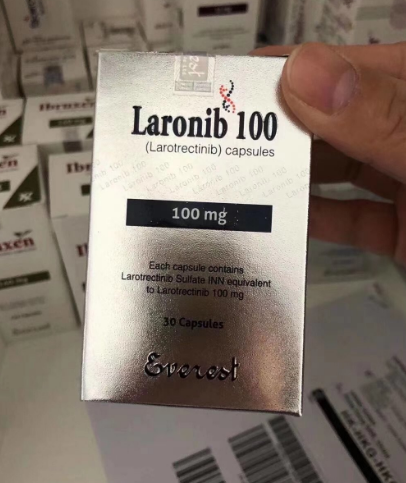 Laronib 100
(Larotrectinib) capsules
100 mg
Each capsule contains
Larotrectinib Sulfate INN equivalent
to Larotrectinib 100 mg
30 Capsules
Everest
Ibruxen